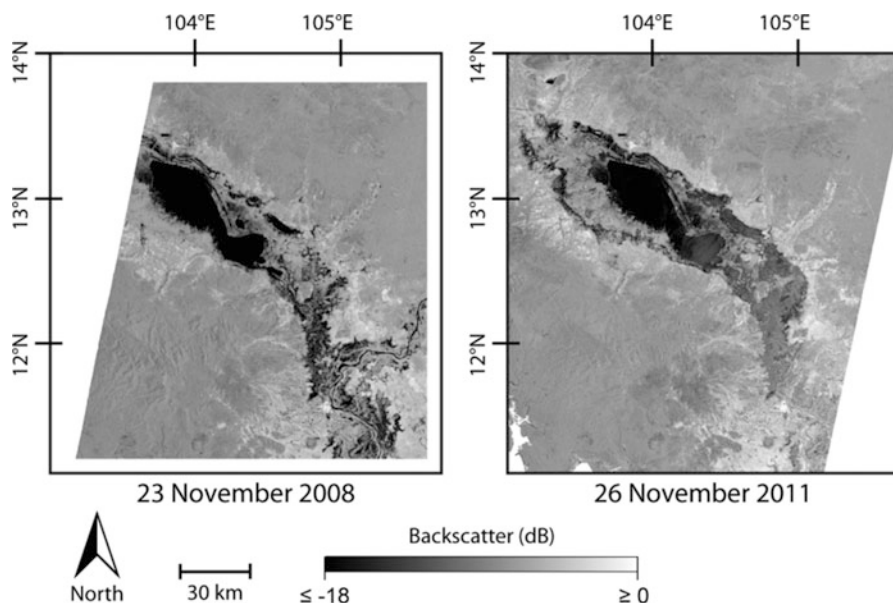 104°E 105°E 104°E 105°E
14°N 14°N
13°N 13°N
12°N 12°N
23 November 2008 26 November 2011
Backscatter (dB)
North 30 km ≤ -18 ≥ 0